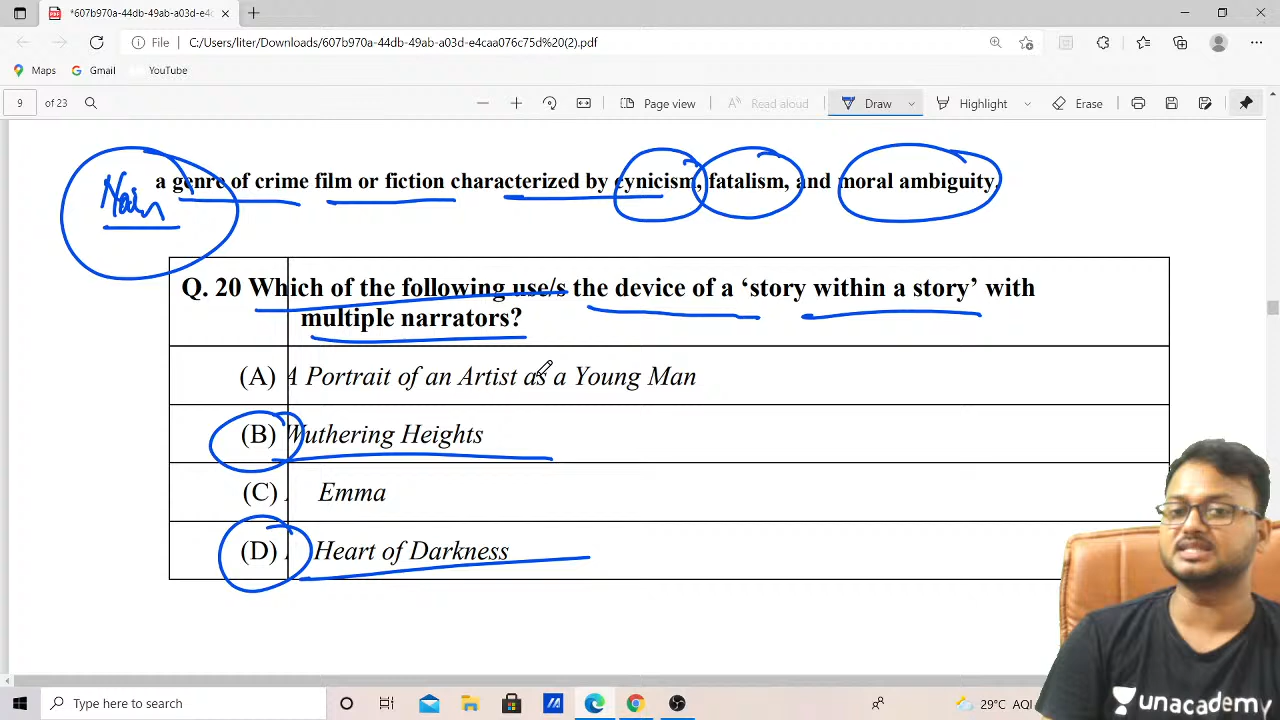 *607b970a-44db-49ab-a03d-e4
File
C:/Users/liter/Downloads/607b970a-44db-49ab-a03d-e4caa076c75d%20(2).pdf
Maps
Gmail
YouTube
9 of 23
Page view
Read aloud
Draw
Highlight
Erase
a genre of crime film or fiction characterized by cynicism, fatalism, and moral ambiguity.
Noir
Q. 20 Which of the following use/s the device of a ‘story within a story’ with
multiple narrators?
(A) A Portrait of an Artist as a Young Man
(B) Wuthering Heights
(C) Emma
(D) Heart of Darkness
unacademy
Type here to search
29°C AQI